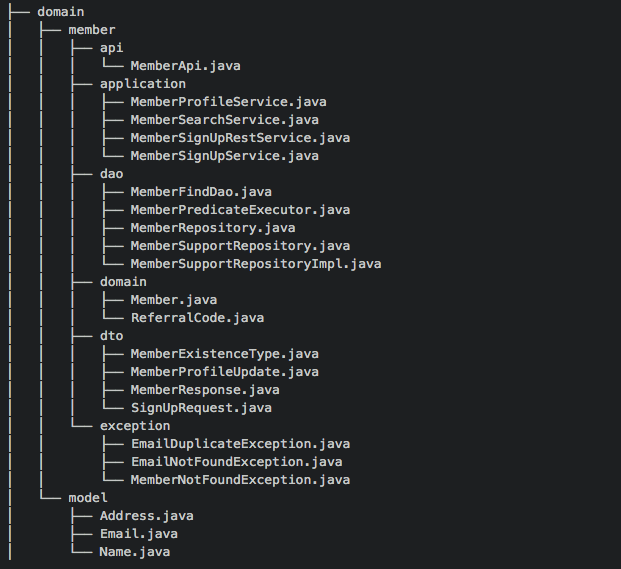 ├── domain
│   ├── member
│   │   ├── api
│   │   │   └── MemberApi.java
│   │   ├── application
│   │   │   ├── MemberProfileService.java
│   │   │   ├── MemberSearchService.java
│   │   │   ├── MemberSignUpRestService.java
│   │   │   └── MemberSignUpService.java
│   │   ├── dao
│   │   │   ├── MemberFindDao.java
│   │   │   ├── MemberPredicateExecutor.java
│   │   │   ├── MemberRepository.java
│   │   │   ├── MemberSupportRepository.java
│   │   │   └── MemberSupportRepositoryImpl.java
│   │   ├── domain
│   │   │   ├── Member.java
│   │   │   └── ReferralCode.java
│   │   ├── dto
│   │   │   ├── MemberExistenceType.java
│   │   │   ├── MemberProfileUpdate.java
│   │   │   ├── MemberResponse.java
│   │   │   └── SignUpRequest.java
│   │   └── exception
│   │       ├── EmailDuplicateException.java
│   │       ├── EmailNotFoundException.java
│   │       └── MemberNotFoundException.java
│   └── model
│       ├── Address.java
│       ├── Email.java
│       └── Name.java